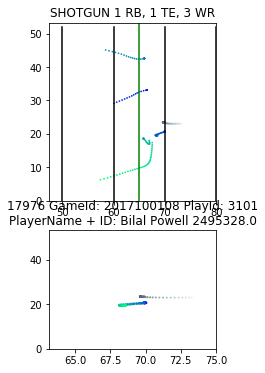 SHOTGUN 1 RB, 1 TE, 3 WR
50
40
30
20
10
0
50 60 70 80
17976 GameId: 2017100108 PlayId: 3101
PlayerName + ID: Bilal Powell 2495328.0
40
20
0
65.0 67.5 70.0 72.5 75.0